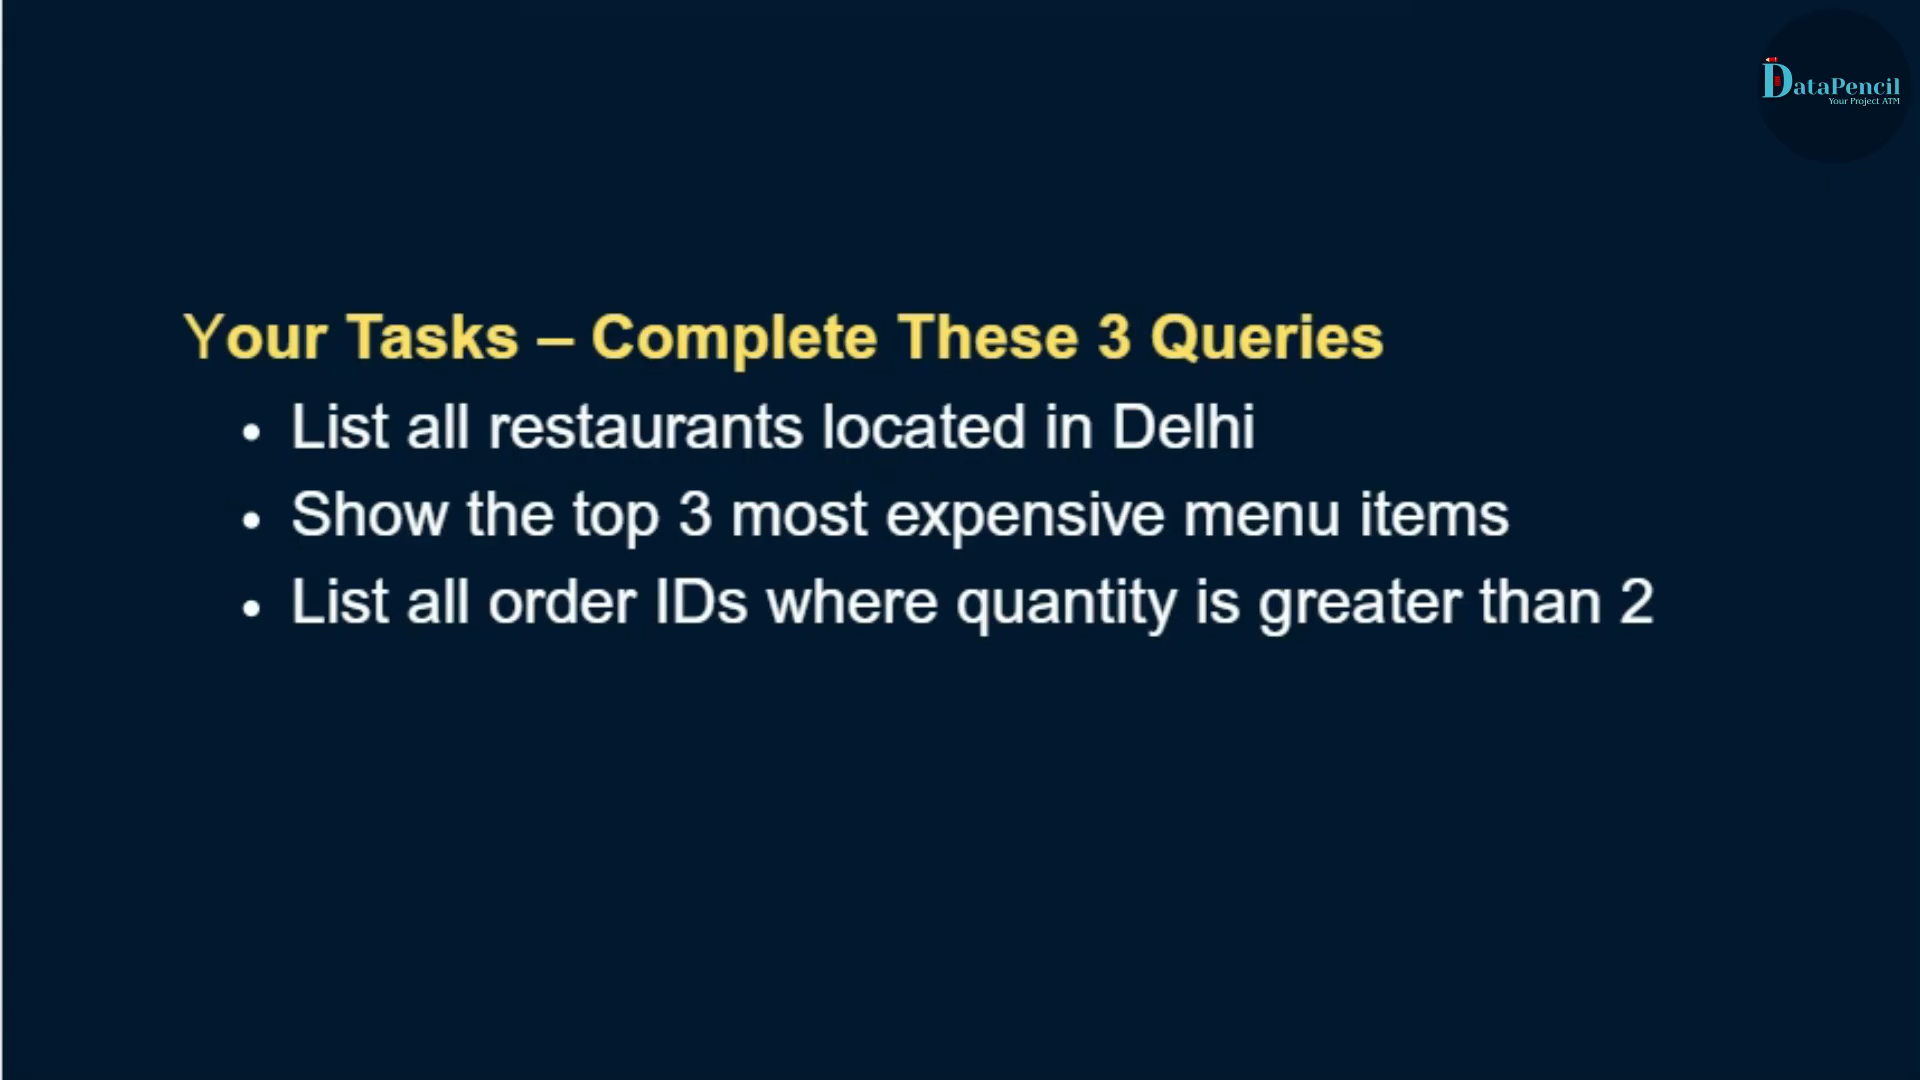 DataPencil
Your Project ATM
Your Tasks – Complete These 3 Queries
• List all restaurants located in Delhi
• Show the top 3 most expensive menu items
• List all order IDs where quantity is greater than 2